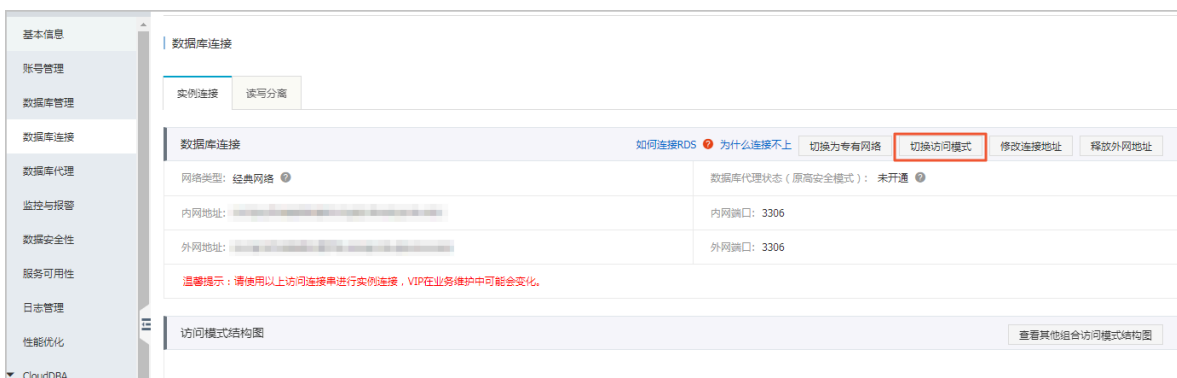 基本信息
账号管理
数据库管理
数据库连接
数据库代理
监控与报警
数据安全性
服务可用性
日志管理
性能优化
CloudDBA
数据库连接
实例连接 读写分离
数据库连接 如何连接RDS ? 为什么连接不上 切换为专有网络 切换访问模式 修改连接地址 释放外网地址
网络类型: 经典网络 ? 数据库代理状态 ( 原高安全模式 ) : 未开通 ?
内网地址: 内网端口: 3306
外网地址: 外网端口: 3306
温馨提示：请使用以上访问连接串进行实例连接，VIP在业务维护中可能会变化。
访问模式结构图 查看其他组合访问模式结构图